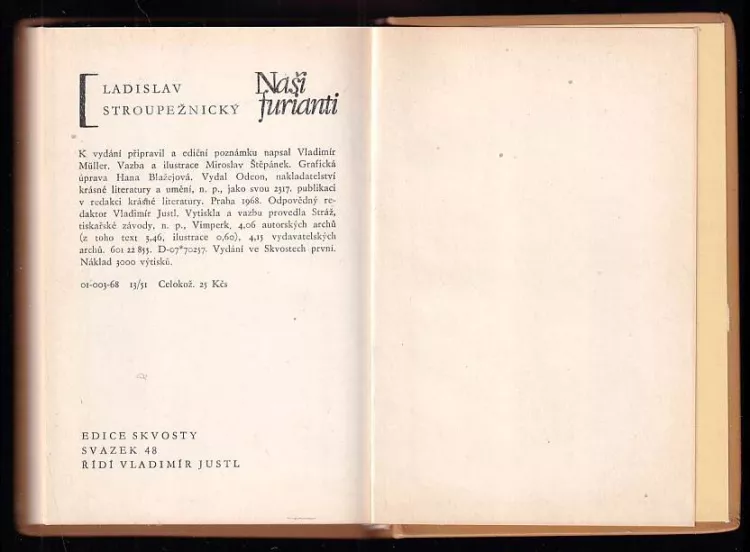 LADISLAV
STROUPEŽNICKÝ
Naši
furianti
K vydání připravil a ediční poznámku napsal Vladimír
Müller. Vazba a ilustrace Miroslav Štěpánek. Grafická
úprava Hana Blažejová. Vydal Odeon, nakladatelství
krásné literatury a umění, n. p., jako svou 2317. publikaci
v redakci krásné literatury. Praha 1968. Odpovědný re-
daktor Vladimír Justl. Vytiskla a vazbu provedla Stráž,
tiskařské závody, n. p., Vimperk. 4,06 autorských archů
(z toho text 3,46, ilustrace 0,60), 4,15 vydavatelských
archů. 601 22 855. D-07*70237. Vydání ve Skvostech první.
Náklad 3000 výtisků.
01-003-68 13/51 Celokož. 25 Kčs
EDICE SKVOSTY
SVAZEK 48
ŘÍDÍ VLADIMÍR JUSTL